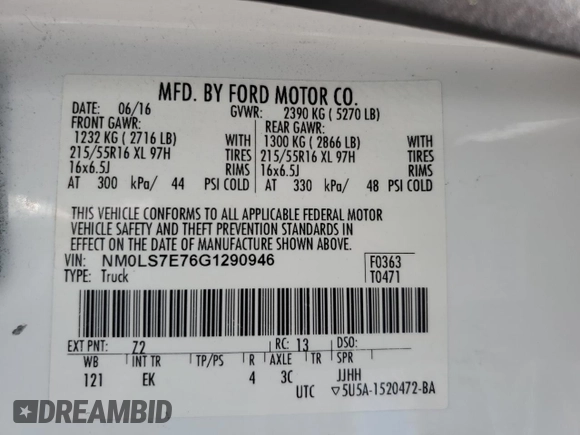 MFD. BY FORD MOTOR CO.
DATE: 06/16 GVWR: 2390 KG ( 5270 LB)
FRONT GAWR: REAR GAWR:
1232 KG ( 2716 LB) WITH 1300 KG ( 2866 LB) WITH
215/55R16 XL 97H TIRES 215/55R16 XL 97H TIRES
16x6.5J RIMS 16x6.5J RIMS
AT 300 kPa/ 44 PSI COLD AT 330 kPa/ 48 PSI COLD
THIS VEHICLE CONFORMS TO ALL APPLICABLE FEDERAL MOTOR
VEHICLE SAFETY AND THEFT PREVENTION STANDARDS IN
EFFECT ON THE DATE OF MANUFACTURE SHOWN ABOVE.
VIN: NM0LS7E76G1290946 F0363
TYPE: Truck T0471
EXT PNT: Z2 RC: 13 DSO:
WB INT TR TP/PS R AXLE TR SPR
121 EK 4 3C JJHH
UTC ▽5U5A-1520472-BA
FADFAX.INFO